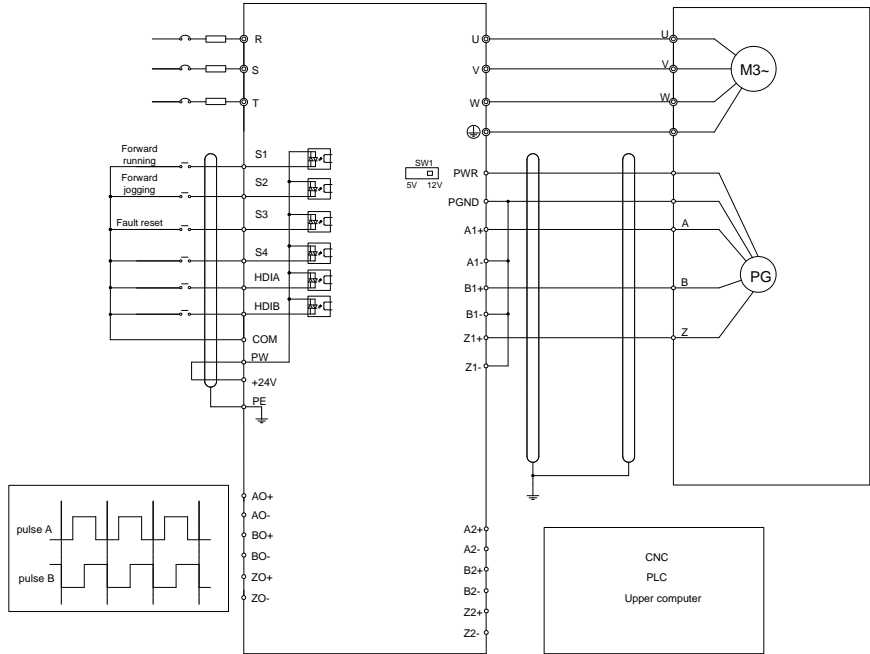 R
S
T
U
V
W
U
V
W
M3~
Forward
running
S1
Forward
jogging
S2
Fault reset
S3
S4
HDIA
HDIB
COM
PW
+24V
PE
SW1
5V 12V
PWR
PGND
A1+
A1-
B1+
B1-
Z1+
Z1-
A
B
Z
PG
pulse A
pulse B
AO+
AO-
BO+
BO-
ZO+
ZO-
A2+
A2-
B2+
B2-
Z2+
Z2-
CNC
PLC
Upper computer